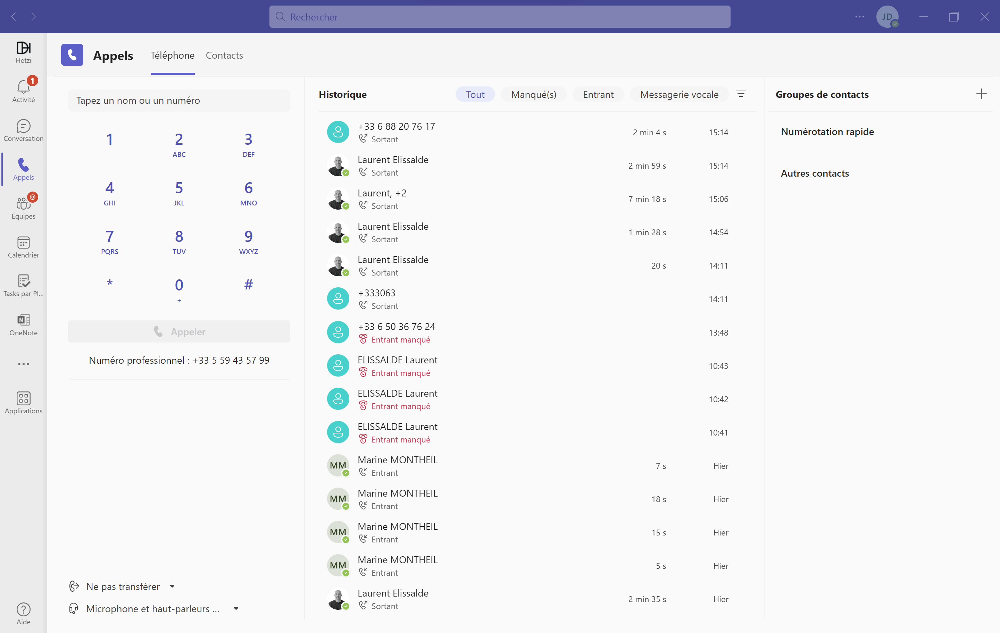 Rechercher
JD
Hetzi
1
Activité
Conversation
Appels
@
Équipes
Calendrier
Tasks par Pl...
N
OneNote
Applications
Aide
Appels
Téléphone
Contacts
Tapez un nom ou un numéro
1
2
ABC
3
DEF
4
GHI
5
JKL
6
MNO
7
PQRS
8
TUV
9
WXYZ
*
0
+
#
Appeler
Numéro professionnel : +33 5 59 43 57 99
Ne pas transférer
Microphone et haut-parleurs ...
Historique
Tout
Manqué(s)
Entrant
Messagerie vocale
+33 6 88 20 76 17
Sortant
2 min 4 s
15:14
Laurent Elissalde
Sortant
2 min 59 s
15:14
Laurent, +2
Sortant
7 min 18 s
15:06
Laurent Elissalde
Sortant
1 min 28 s
14:54
Laurent Elissalde
Sortant
20 s
14:11
+333063
Sortant
14:11
+33 6 50 36 76 24
Entrant manqué
13:48
ELISSALDE Laurent
Entrant manqué
10:43
ELISSALDE Laurent
Entrant manqué
10:42
ELISSALDE Laurent
Entrant manqué
10:41
MM
Marine MONTHEIL
Entrant
7 s
Hier
MM
Marine MONTHEIL
Entrant
18 s
Hier
MM
Marine MONTHEIL
Entrant
15 s
Hier
MM
Marine MONTHEIL
Entrant
5 s
Hier
Laurent Elissalde
Sortant
2 min 35 s
Hier
Groupes de contacts
Numérotation rapide
Autres contacts